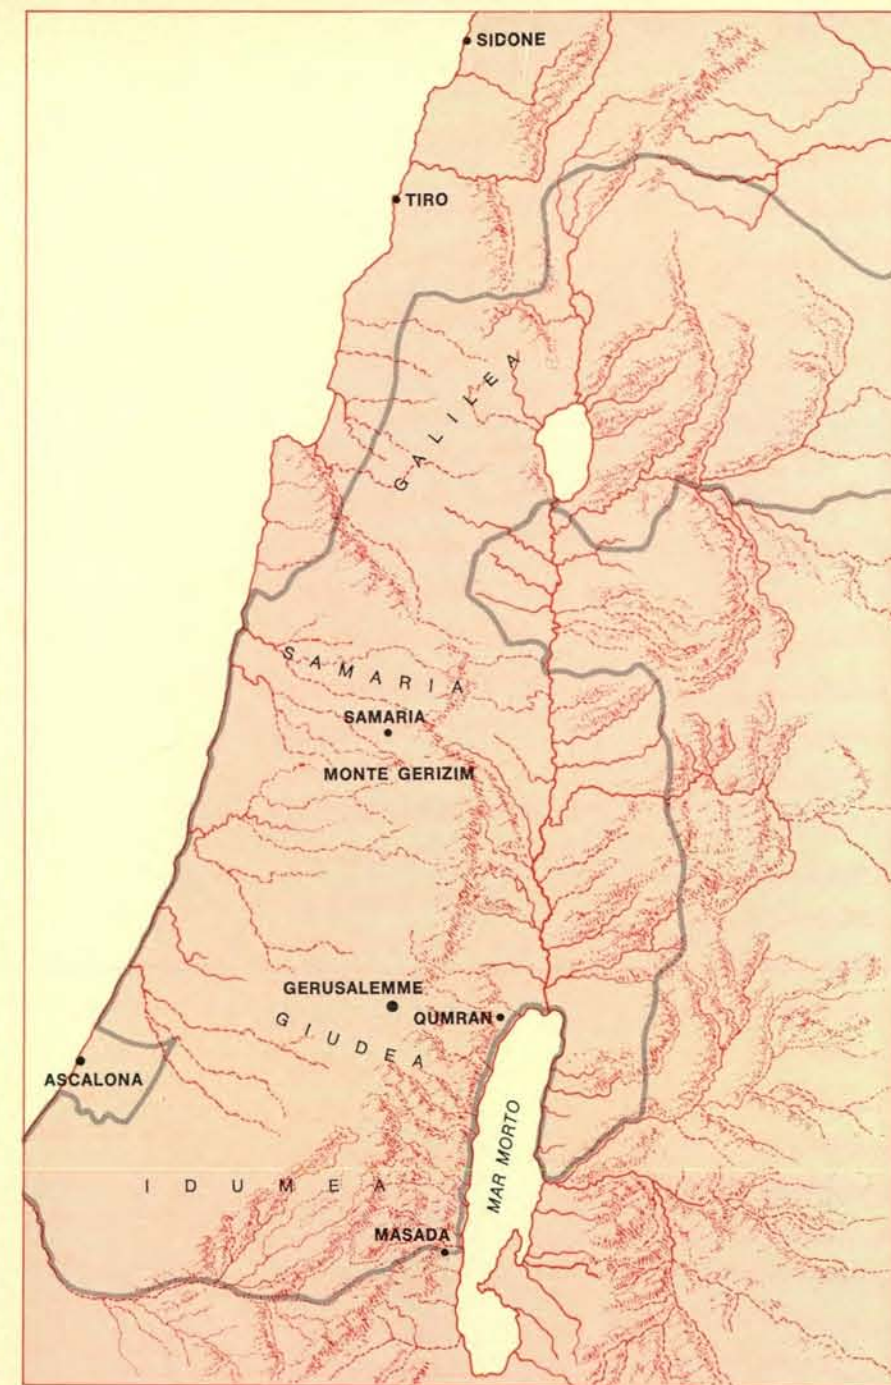 SIDONE
TIRO
GALILEA
SAMARIA
SAMARIA
MONTE GERIZIM
GERUSALEMME
QUMRAN
GIUDEA
ASCALONA
MAR MORTO
IDUMEA
MASADA